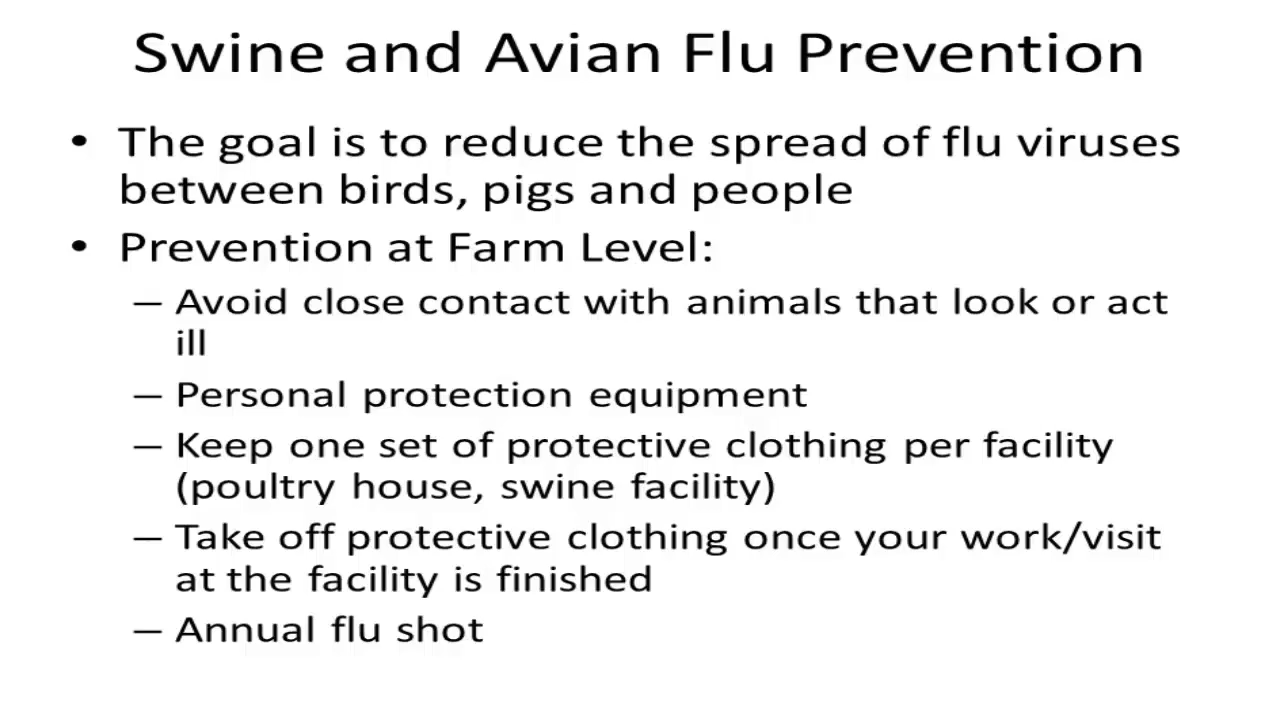 Swine and Avian Flu Prevention
• The goal is to reduce the spread of flu viruses
between birds, pigs and people
• Prevention at Farm Level:
– Avoid close contact with animals that look or act
ill
– Personal protection equipment
– Keep one set of protective clothing per facility
(poultry house, swine facility)
– Take off protective clothing once your work/visit
at the facility is finished
– Annual flu shot